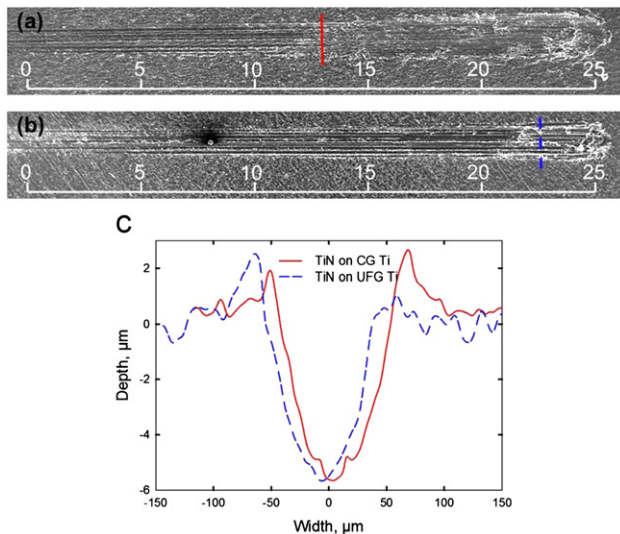 (a)
0 5 10 15 20 25
(b)
0 5 10 15 20 25
C
TiN on CG Ti
TiN on UFG Ti
2
0
-2
-4
-6
Depth, µm
-150 -100 -50 0 50 100 150
Width, µm